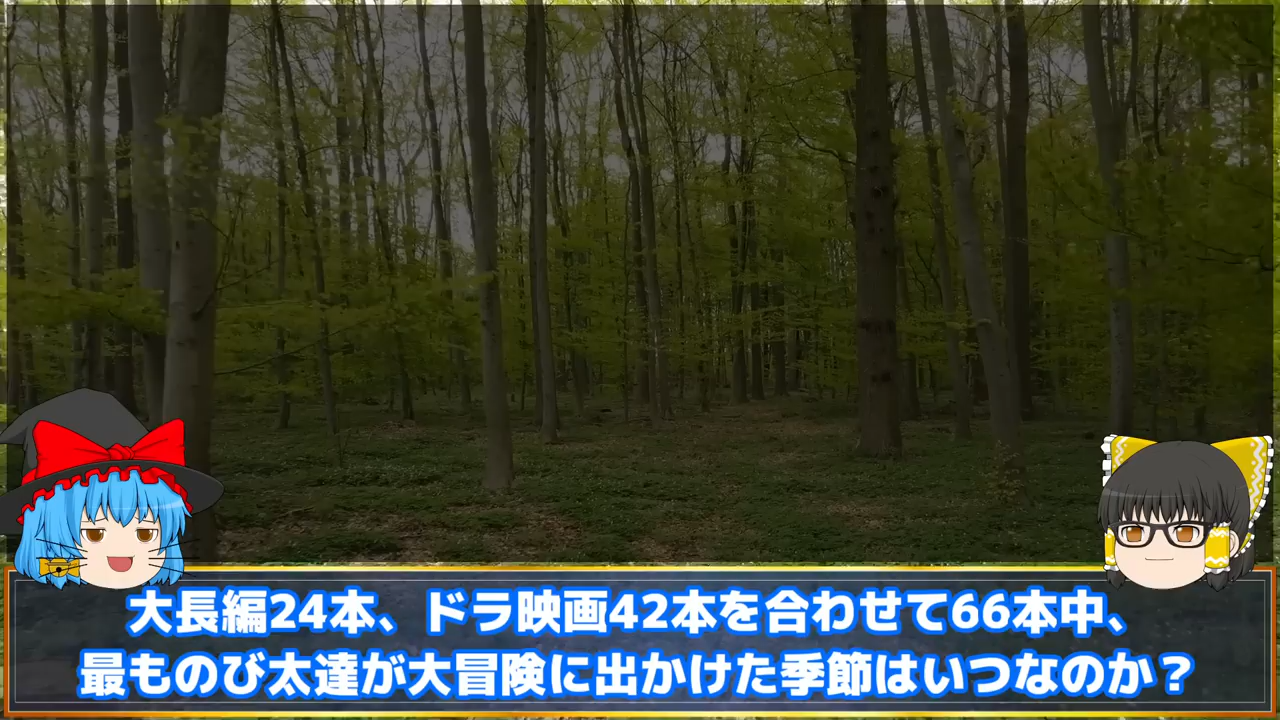 大長編24本、ドラ映画42本を合わせて66本中、
最ものび太達が大冒険に出かけた季節はいつなのか？